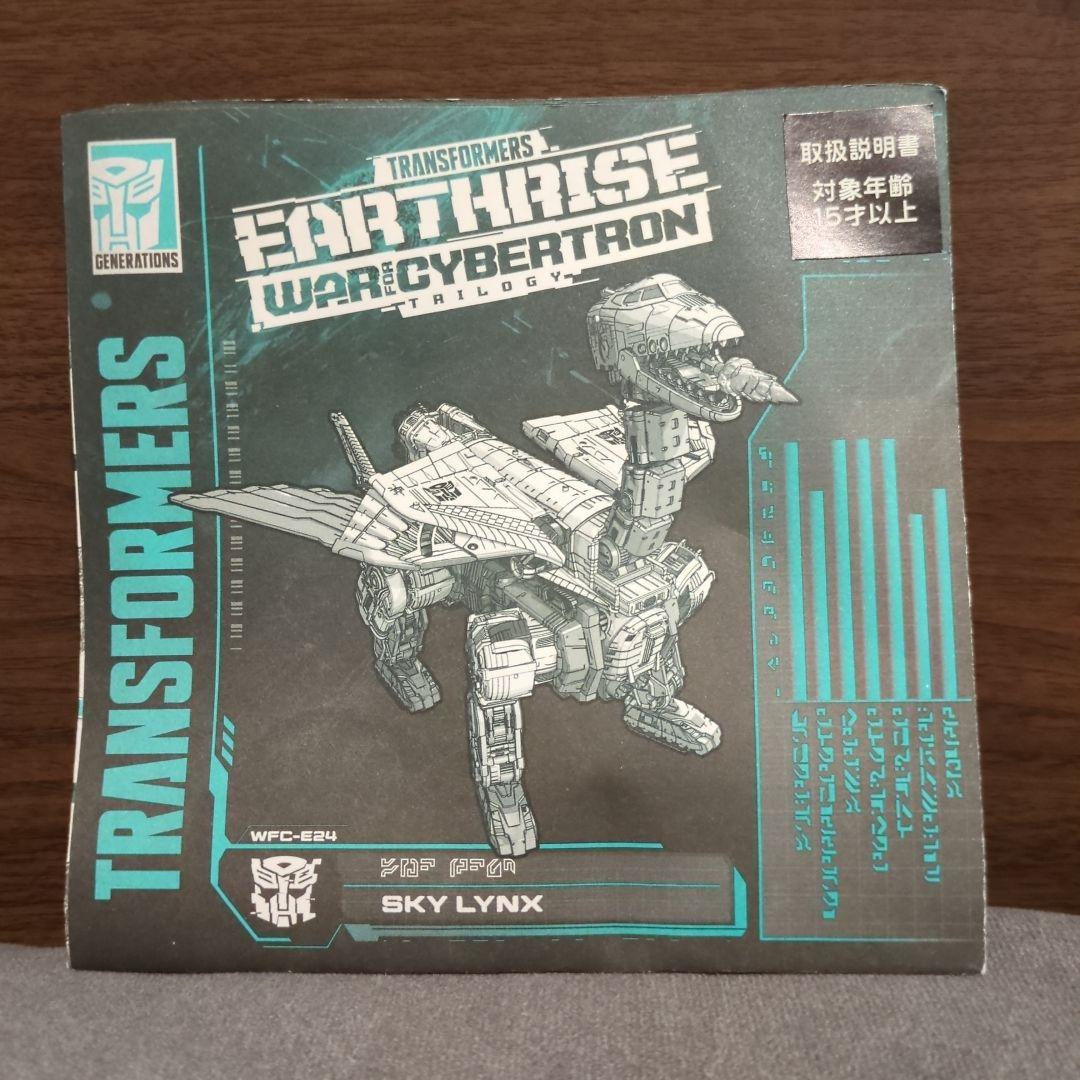 GENERATIONS
TRANSFORMERS
EARTHRISE
WAR FOR CYBERTRON
TRILOGY
取扱説明書
対象年齢
15才以上
TRANSFORMERS
WFC-E24
SKY LYNX